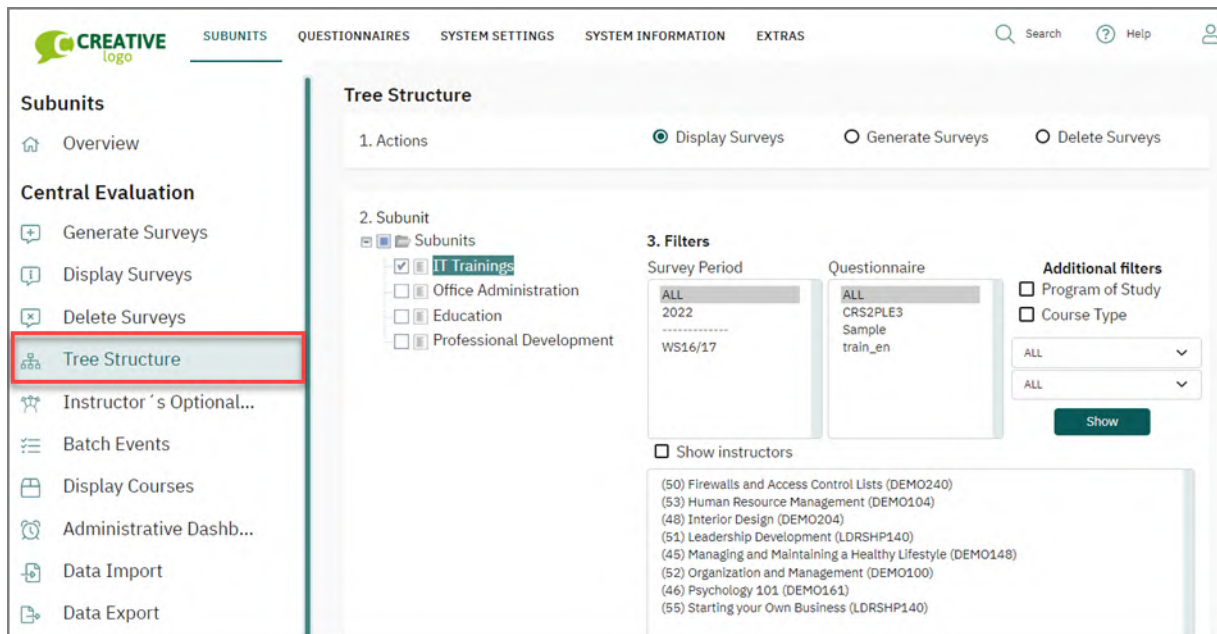 CREATIVE
logo
SUBUNITS QUESTIONNAIRES SYSTEM SETTINGS SYSTEM INFORMATION EXTRAS Search Help
Subunits
Overview
Central Evaluation
Generate Surveys
Display Surveys
Delete Surveys
Tree Structure
Instructor´s Optional...
Batch Events
Display Courses
Administrative Dashb...
Data Import
Data Export
Tree Structure
1. Actions Display Surveys Generate Surveys Delete Surveys
2. Subunit
Subunits
IT Trainings
Office Administration
Education
Professional Development
3. Filters
Survey Period
ALL
2022
-------------
WS16/17
Questionnaire
ALL
CRS2PLE3
Sample
train_en
Additional filters
Program of Study
Course Type
ALL
ALL
Show
Show instructors
(50) Firewalls and Access Control Lists (DEMO240)
(53) Human Resource Management (DEMO104)
(48) Interior Design (DEMO204)
(51) Leadership Development (LDRSHP140)
(45) Managing and Maintaining a Healthy Lifestyle (DEMO148)
(52) Organization and Management (DEMO100)
(46) Psychology 101 (DEMO161)
(55) Starting your Own Business (LDRSHP140)